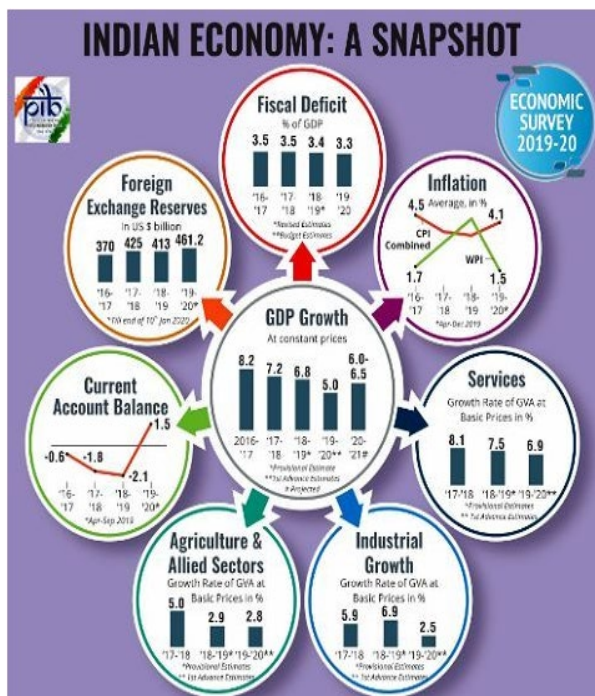 INDIAN ECONOMY: A SNAPSHOT
pib
ECONOMIC
SURVEY
2019-20
Fiscal Deficit
% of GDP
3.5 3.5 3.4 3.3
'16- '17- '18- '19-
'17 '18 '19* '20
*Revised Estimates
**Budget Estimates
Foreign
Exchange Reserves
In US $ billion
370 425 413 461.2
'16- '17- '18- '19-
'17 '18 '19 '20*
*Till end of 10th Jan 2020
Inflation
Average, in %
4.5 4.1
CPI
Combined
WPI
1.7 1.5
'16- '17- '18- '19-
'17 '18 '19 '20*
*Apr-Dec 2019
GDP Growth
At constant prices
8.2 7.2 6.8 5.0 6.0-
6.5
2016- '17- '18- '19- '20-
'17 '18 '19* '20** '21#
*Provisional Estimate
**1st Advance Estimates
# Projected
Current
Account Balance
1.5
-0.6 -1.8 -2.1
'16- '17- '18- '19-
'17 '18 '19 '20*
*Apr-Sep 2019
Services
Growth Rate of GVA at
Basic Prices in %
8.1 7.5 6.9
'17-'18 '18-'19* '19-'20**
*Provisional Estimates
** 1st Advance Estimates
Agriculture &
Allied Sectors
Growth Rate of GVA at
Basic Prices in %
5.0 2.9 2.8
'17-'18 '18-'19* '19-'20**
*Provisional Estimates
** 1st Advance Estimates
Industrial
Growth
Growth Rate of GVA at
Basic Prices in %
5.9 6.9 2.5
'17-'18 '18-'19* '19-'20**
*Provisional Estimates
** 1st Advance Estimates